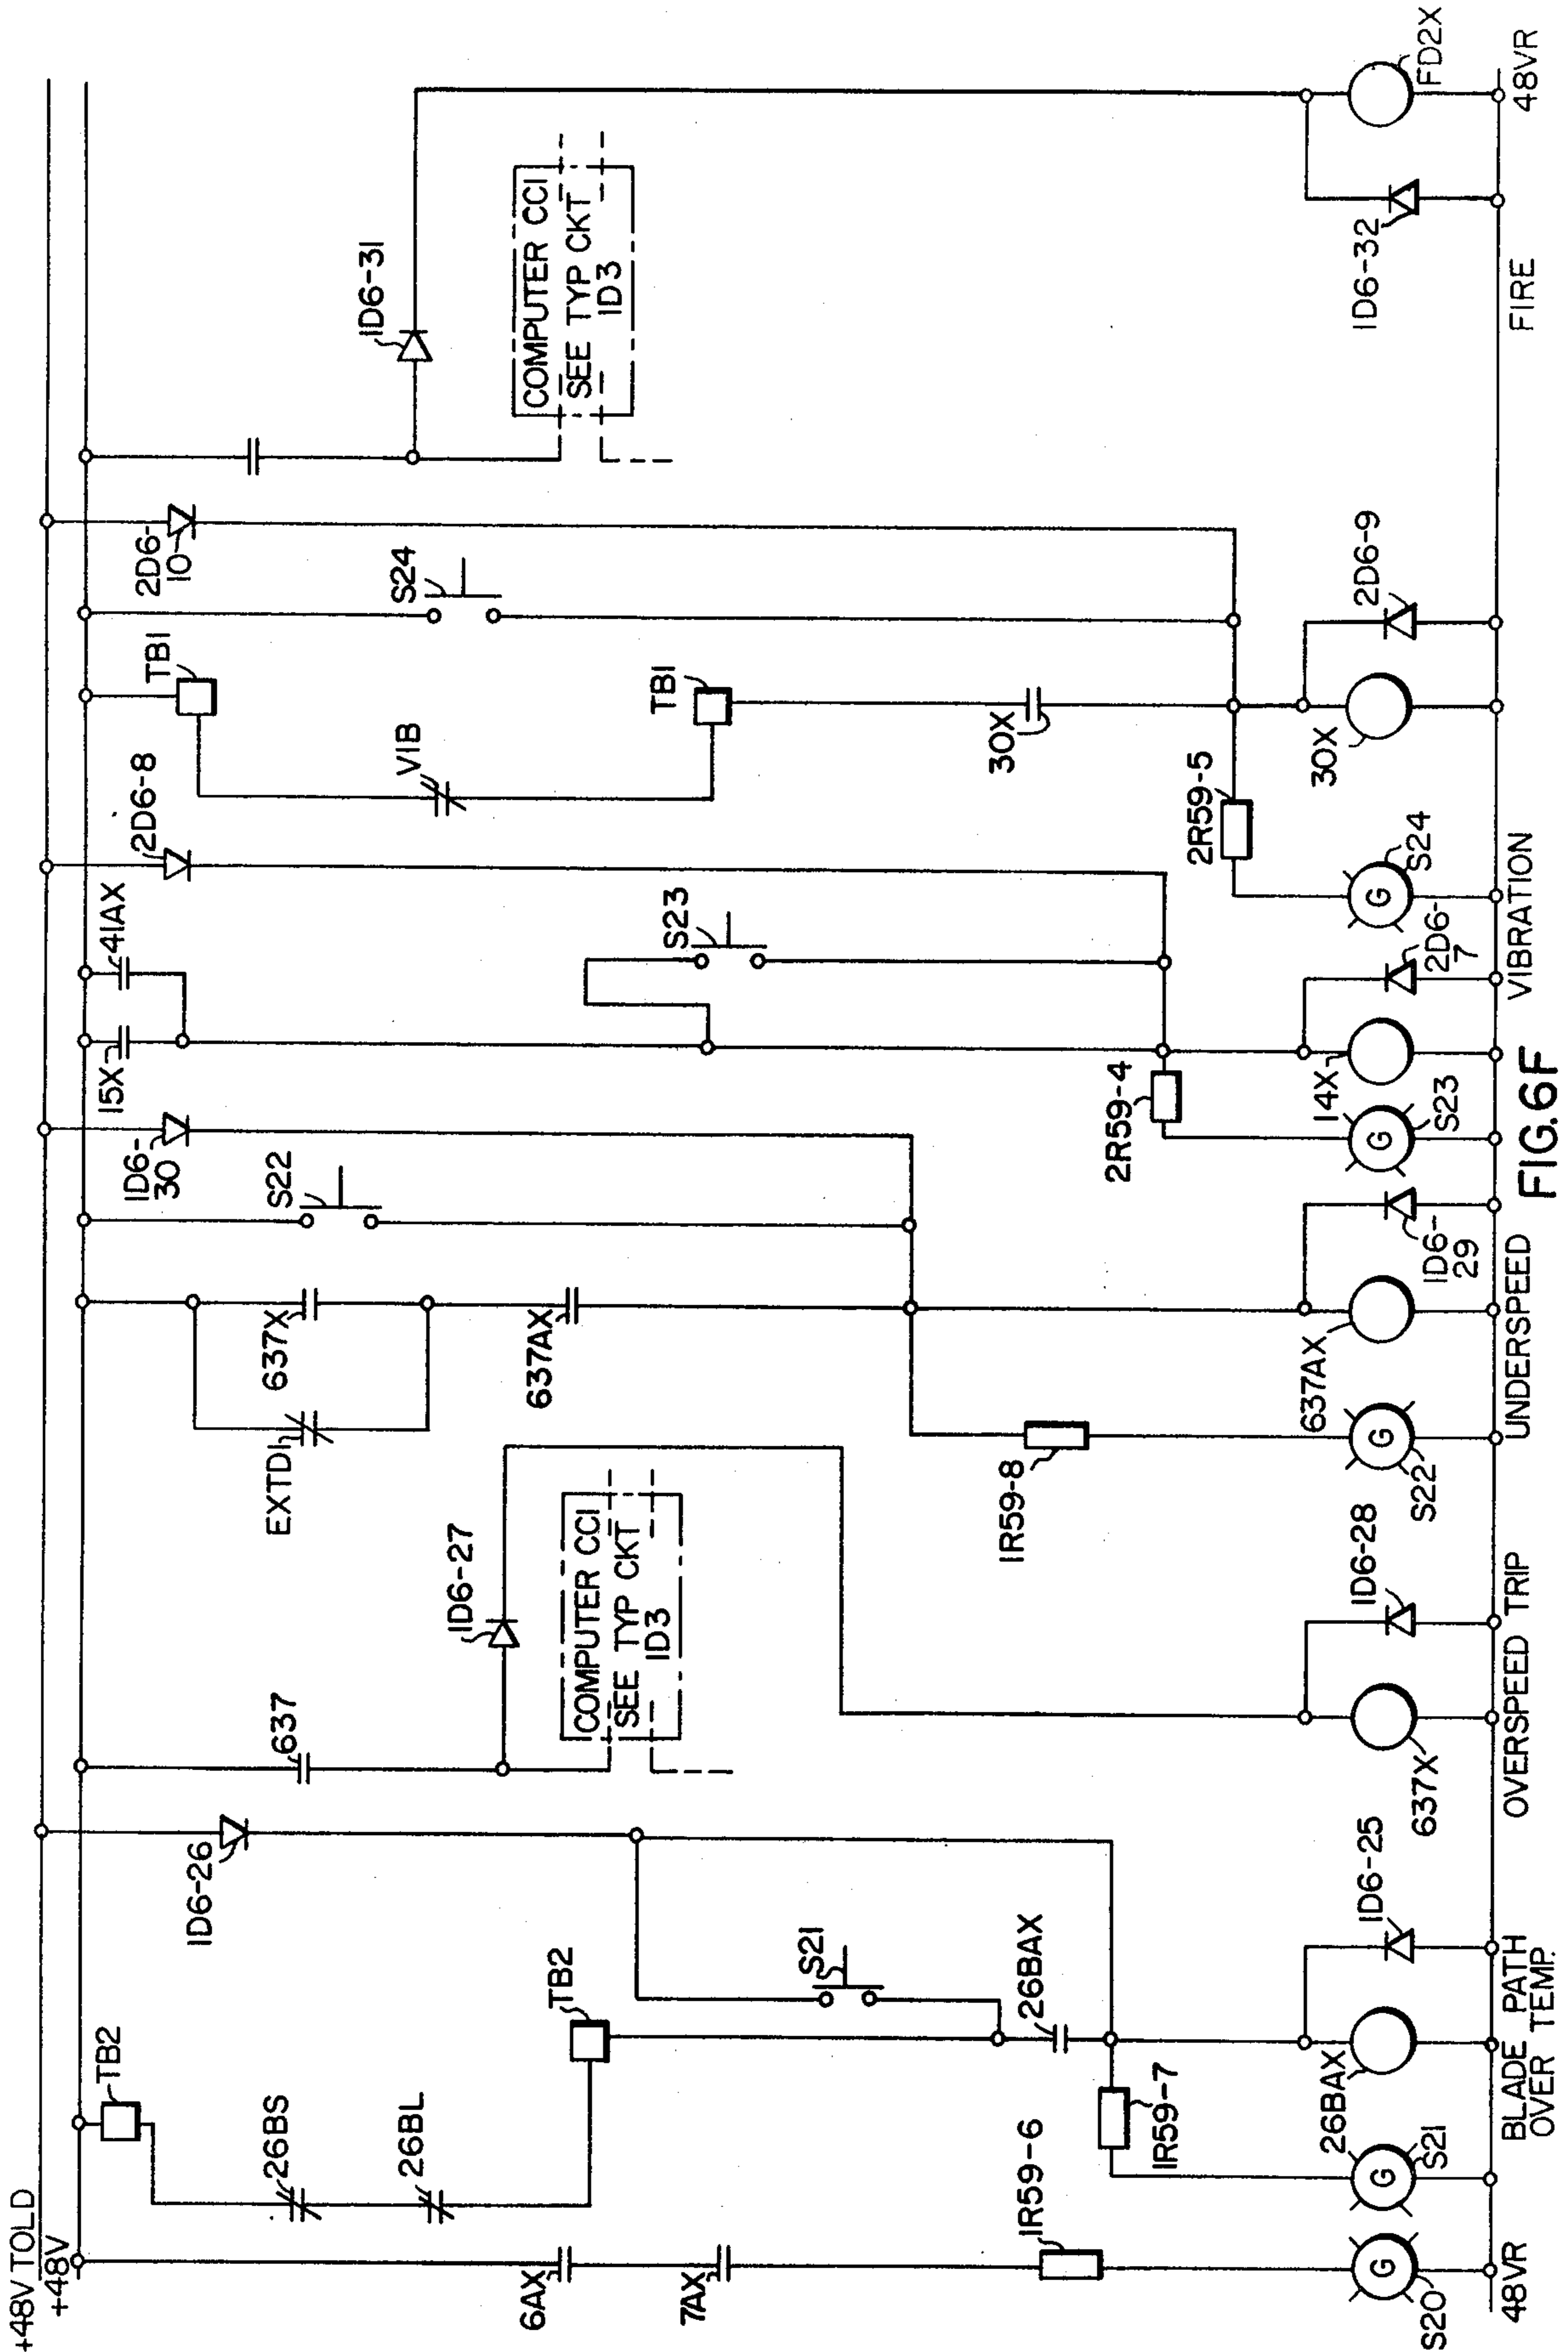 +48V TOLD
+48V
TB2
26BS
26BL
TB2
6AX
7AX
S21
26BAX
1R59-6
1R59-7
26BAX
1D6-25
G
S20
G
S21
48VR
BLADE PATH
OVER TEMP.
1D6-26
637
1D6-27
COMPUTER CCI
SEE TYP CKT
1D3
637X
1D6-28
OVERSPEED TRIP
EXTD1
637X
637AX
S22
1D6-
30
1R59-8
G
S22
637AX
1D6-
29
UNDERSPEED
15X
41AX
S23
2D6-8
2R59-4
G
S23
14X
2D6-
7
VIBRATION
TB1
VIB
TB1
30X
S24
2D6-
10
2R59-5
G
S24
30X
2D6-9
1D6-31
COMPUTER CCI
SEE TYP CKT
1D3
1D6-32
FD2X
FIRE
48VR
FIG.6F